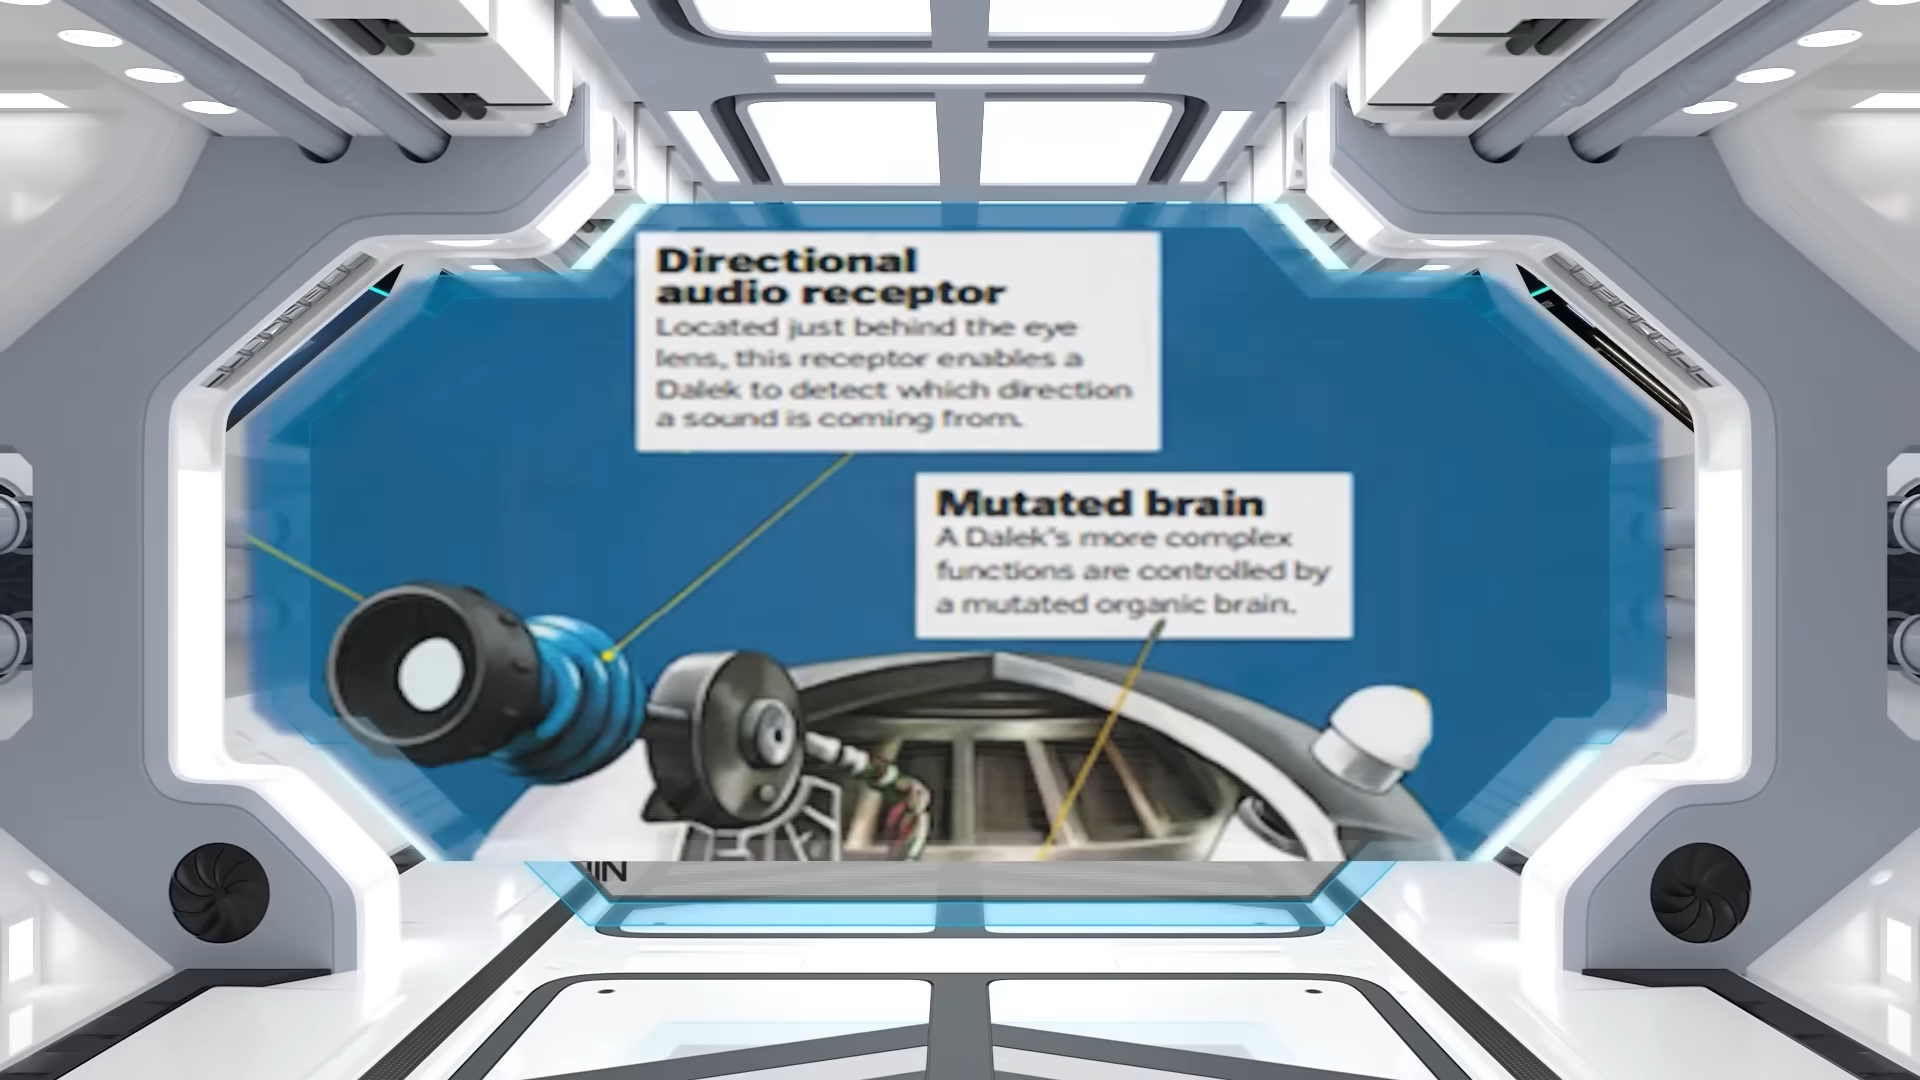 Directional
audio receptor
Located just behind the eye
lens, this receptor enables a
Dalek to detect which direction
a sound is coming from.
Mutated brain
A Dalek's more complex
functions are controlled by
a mutated organic brain.